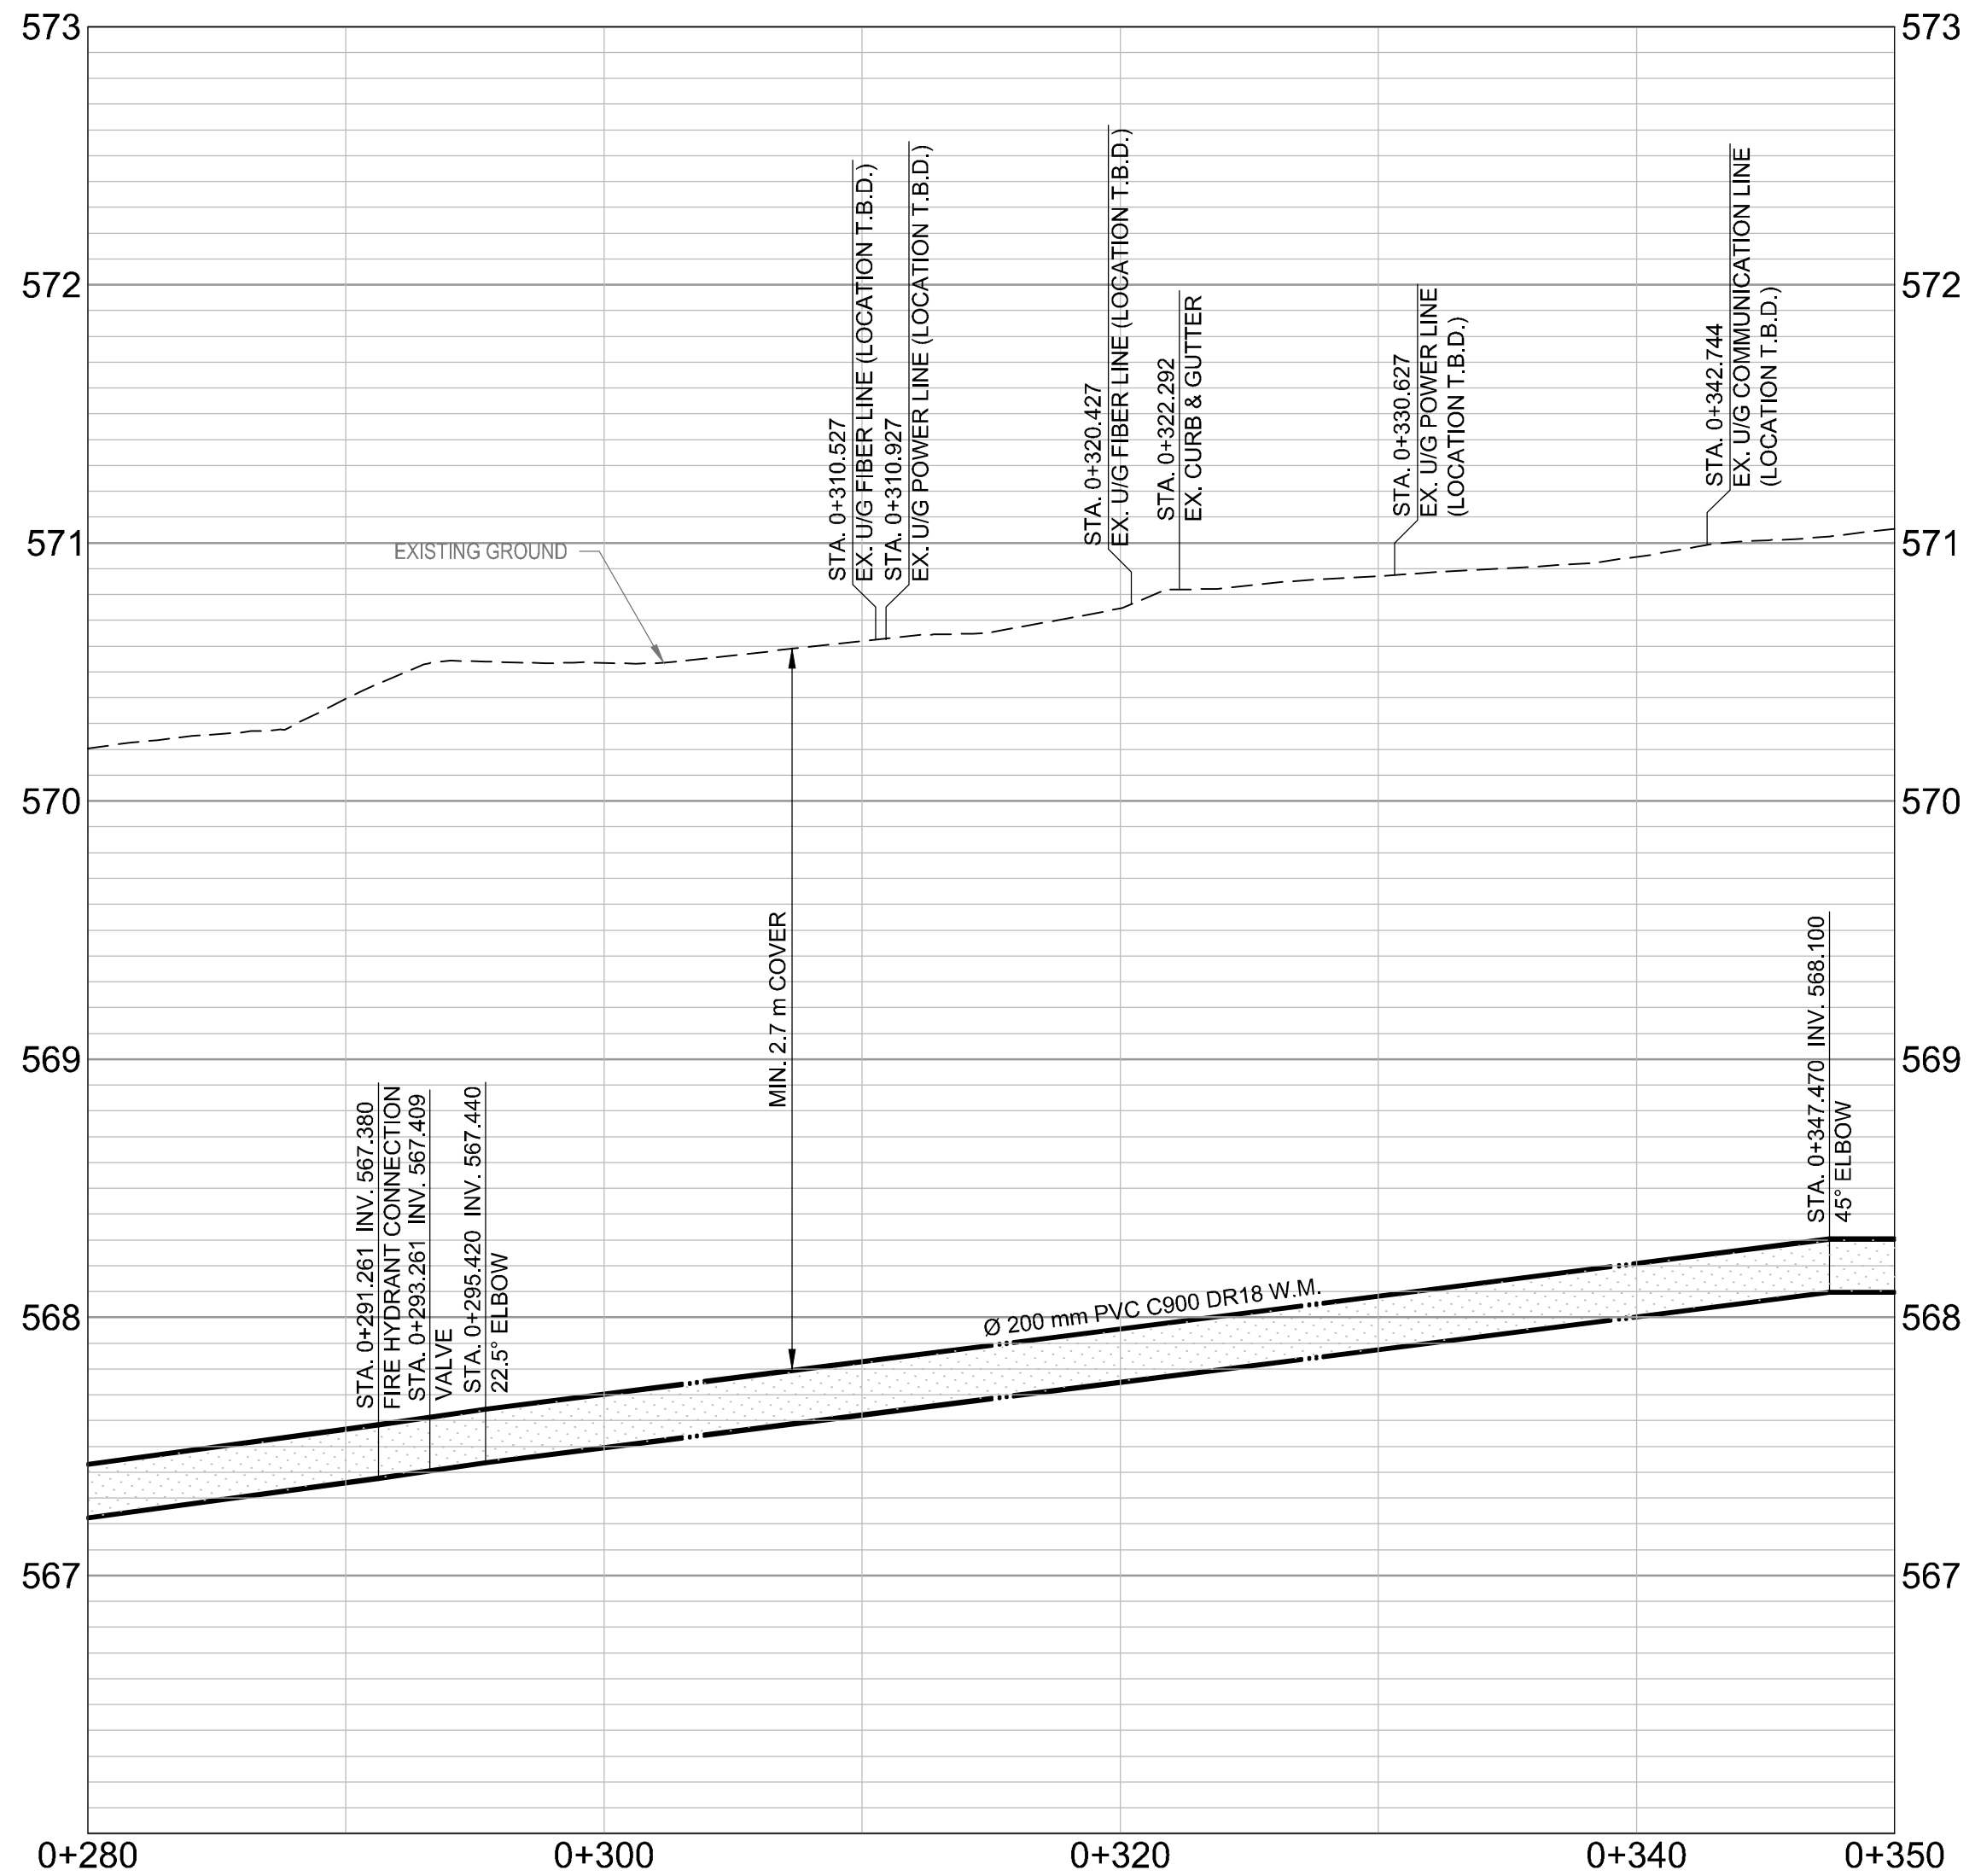 573
573
572
572
571
571
570
570
569
569
568
568
567
567
STA. 0+310.527
EX. U/G FIBER LINE (LOCATION T.B.D.)
STA. 0+310.927
EX. U/G POWER LINE (LOCATION T.B.D.)
STA. 0+320.427
EX. U/G FIBER LINE (LOCATION T.B.D.)
STA. 0+322.292
EX. CURB & GUTTER
STA. 0+330.627
EX. U/G POWER LINE
(LOCATION T.B.D.)
STA. 0+342.744
EX. U/G COMMUNICATION LINE
(LOCATION T.B.D.)
EXISTING GROUND
MIN. 2.7 m COVER
STA. 0+291.261 INV. 567.380
FIRE HYDRANT CONNECTION
STA. 0+293.261 INV. 567.409
VALVE
STA. 0+295.420 INV. 567.440
22.5° ELBOW
Ø 200 mm PVC C900 DR18 W.M.
STA. 0+347.470 INV. 568.100
45° ELBOW
0+280
0+300
0+320
0+340
0+350